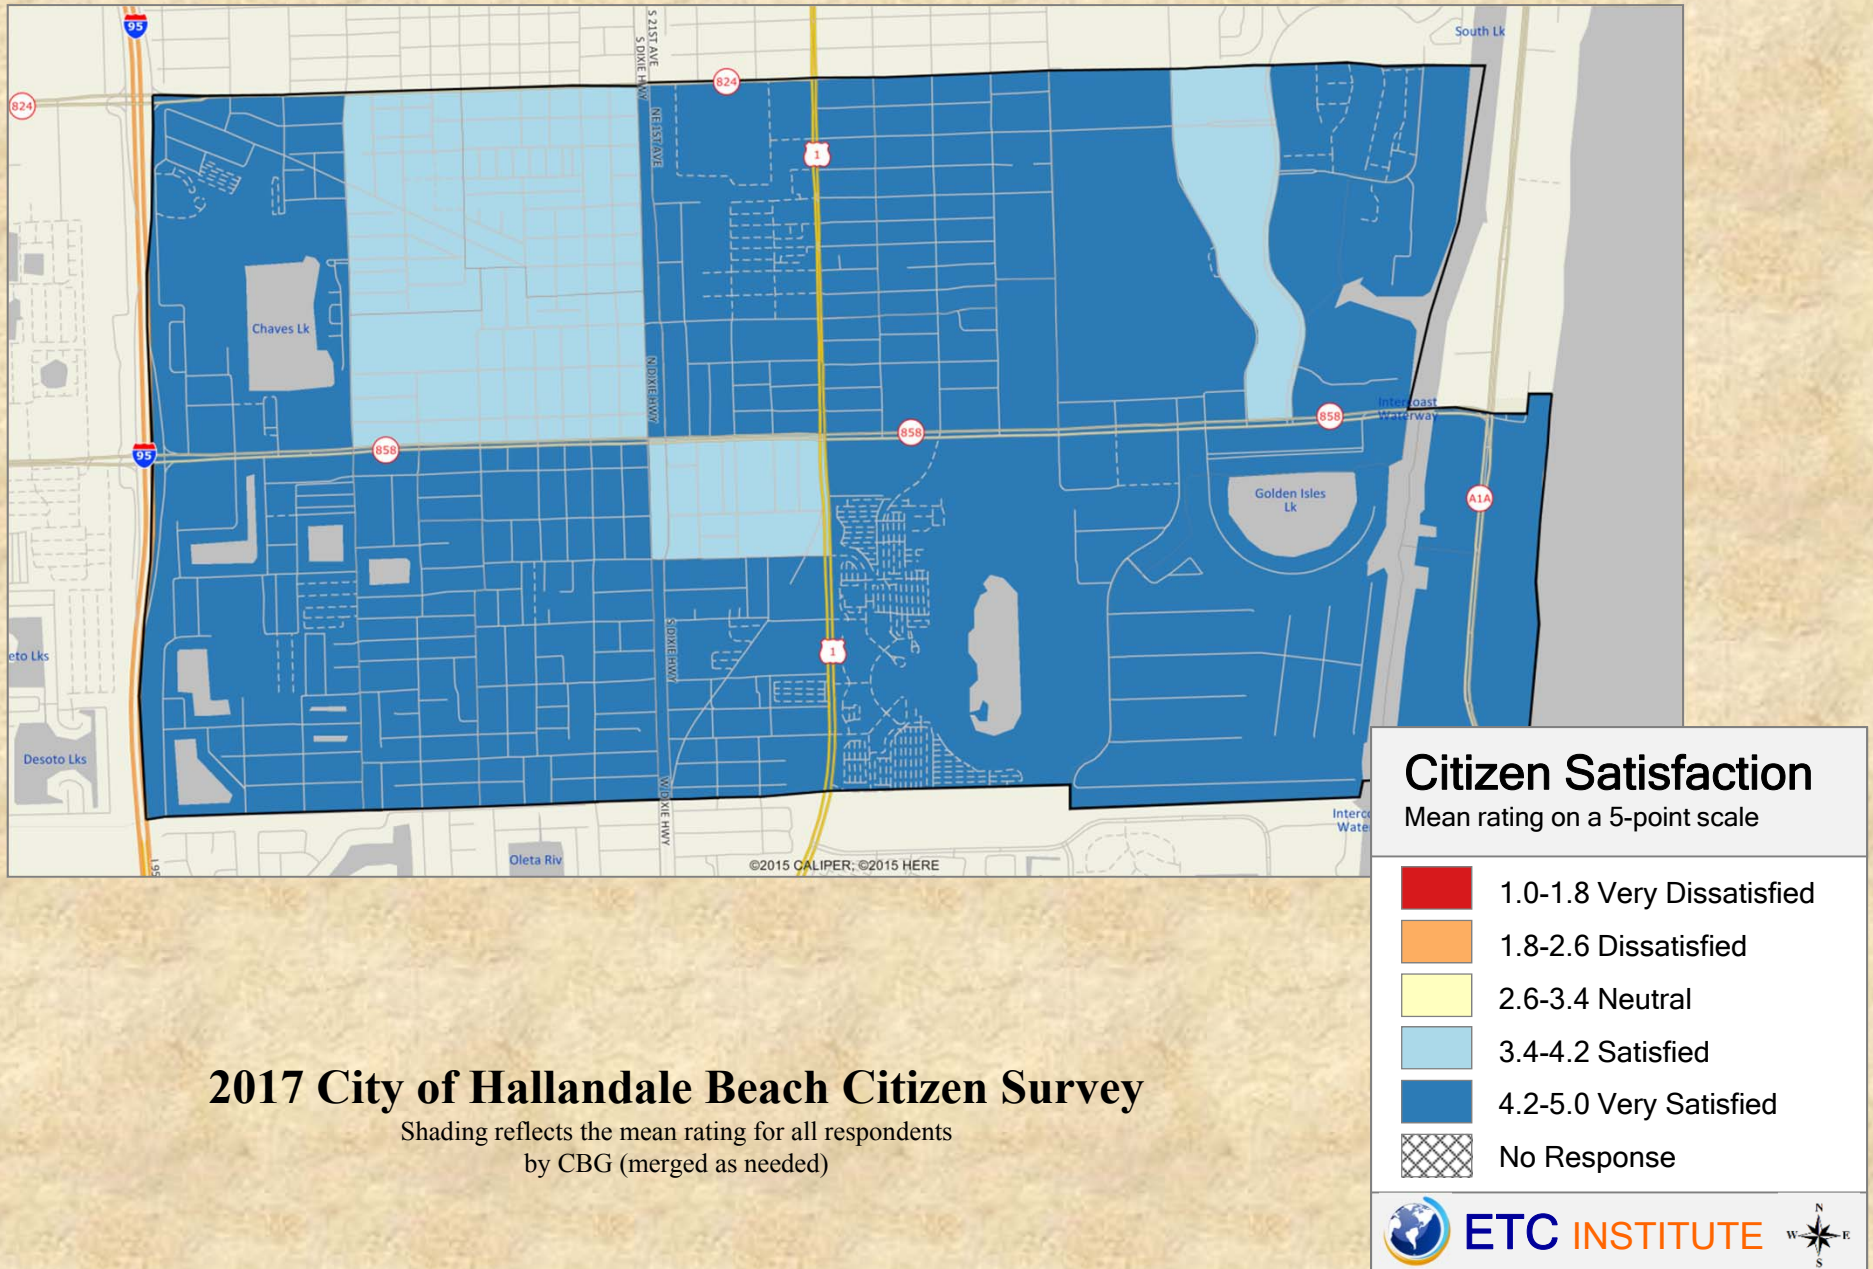 95
S 21ST AVE
S DIXIE HWY
South Lk
824
824
NE 1ST AVE
1
Chaves Lk
N DIXIE HWY
Intercoast
Waterway
858
858
858
95
Golden Isles
Lk
A1A
S DIXIE HWY
1
eto Lks
Desoto Lks
W DIXIE HWY
Interco
Wate
Oleta Riv
I 95
©2015 CALIPER; ©2015 HERE
Citizen Satisfaction
Mean rating on a 5-point scale
1.0-1.8 Very Dissatisfied
1.8-2.6 Dissatisfied
2.6-3.4 Neutral
3.4-4.2 Satisfied
4.2-5.0 Very Satisfied
No Response
2017 City of Hallandale Beach Citizen Survey
Shading reflects the mean rating for all respondents
by CBG (merged as needed)
ETC INSTITUTE
N
W E
S